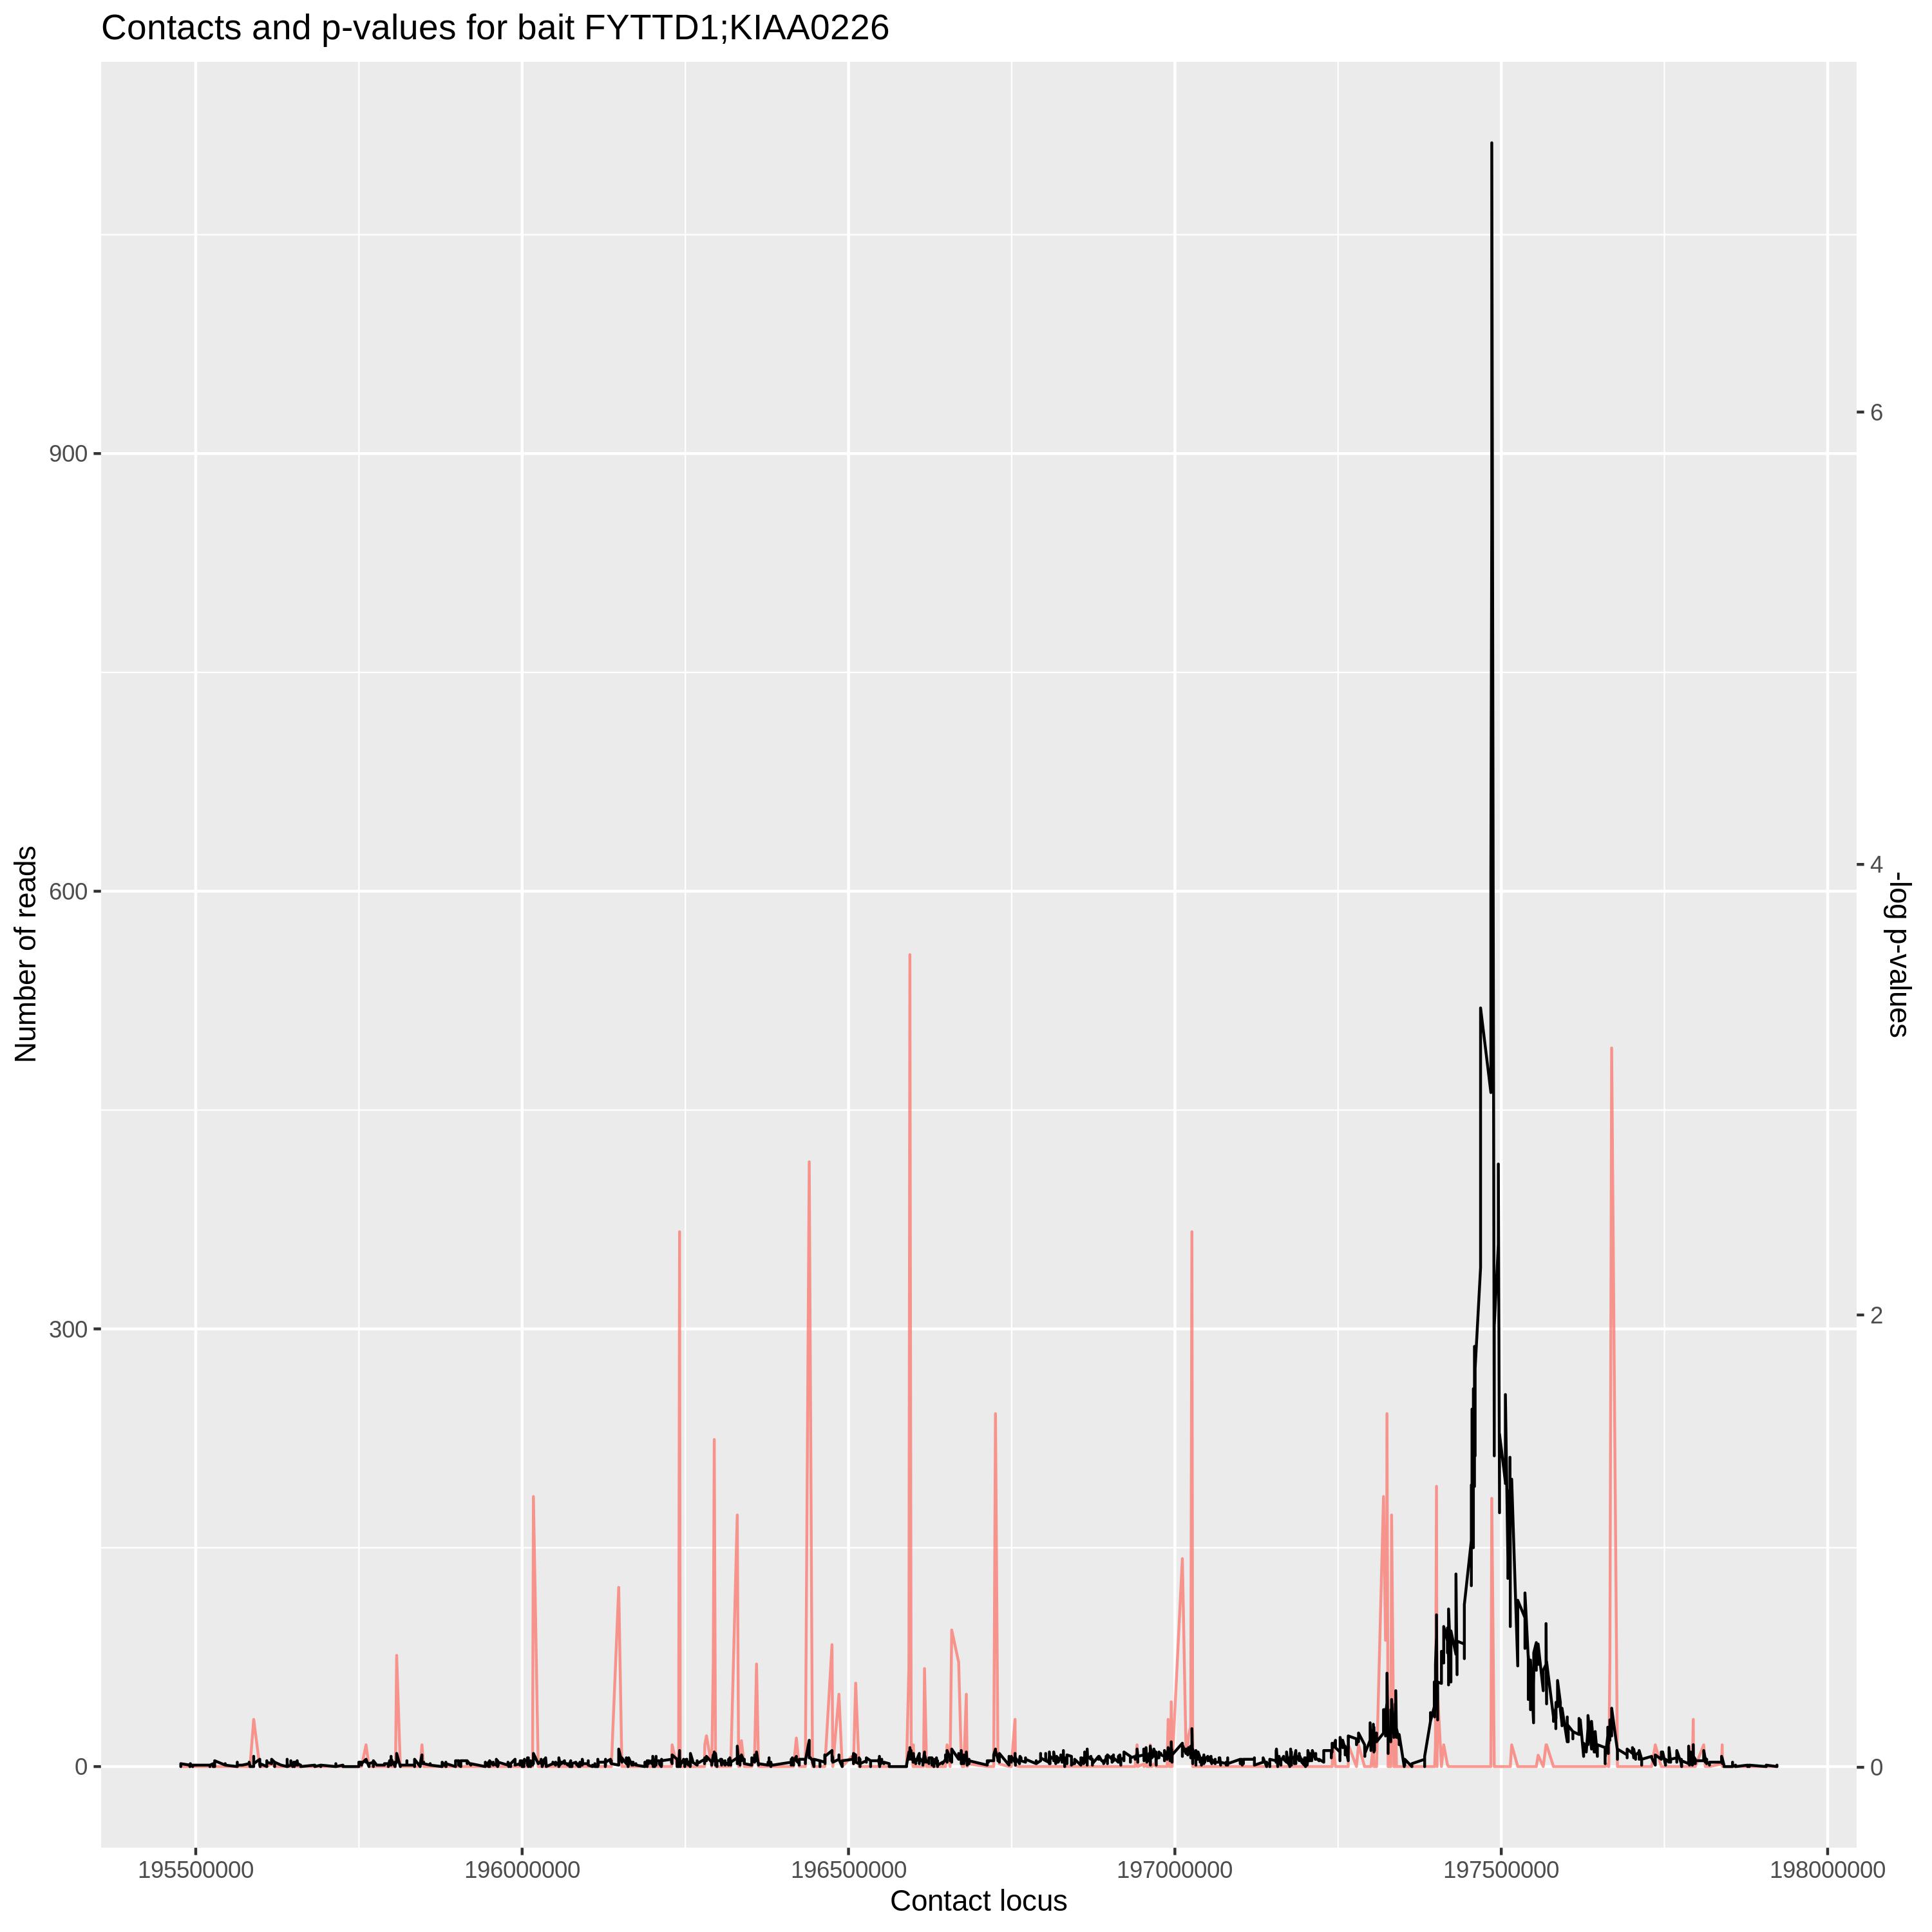 Contacts and p-values for bait FYTTD1;KIAA0226
900
600
300
0
Number of reads
6
4
2
0
-log p-values
195500000 196000000 196500000 197000000 197500000 198000000
Contact locus